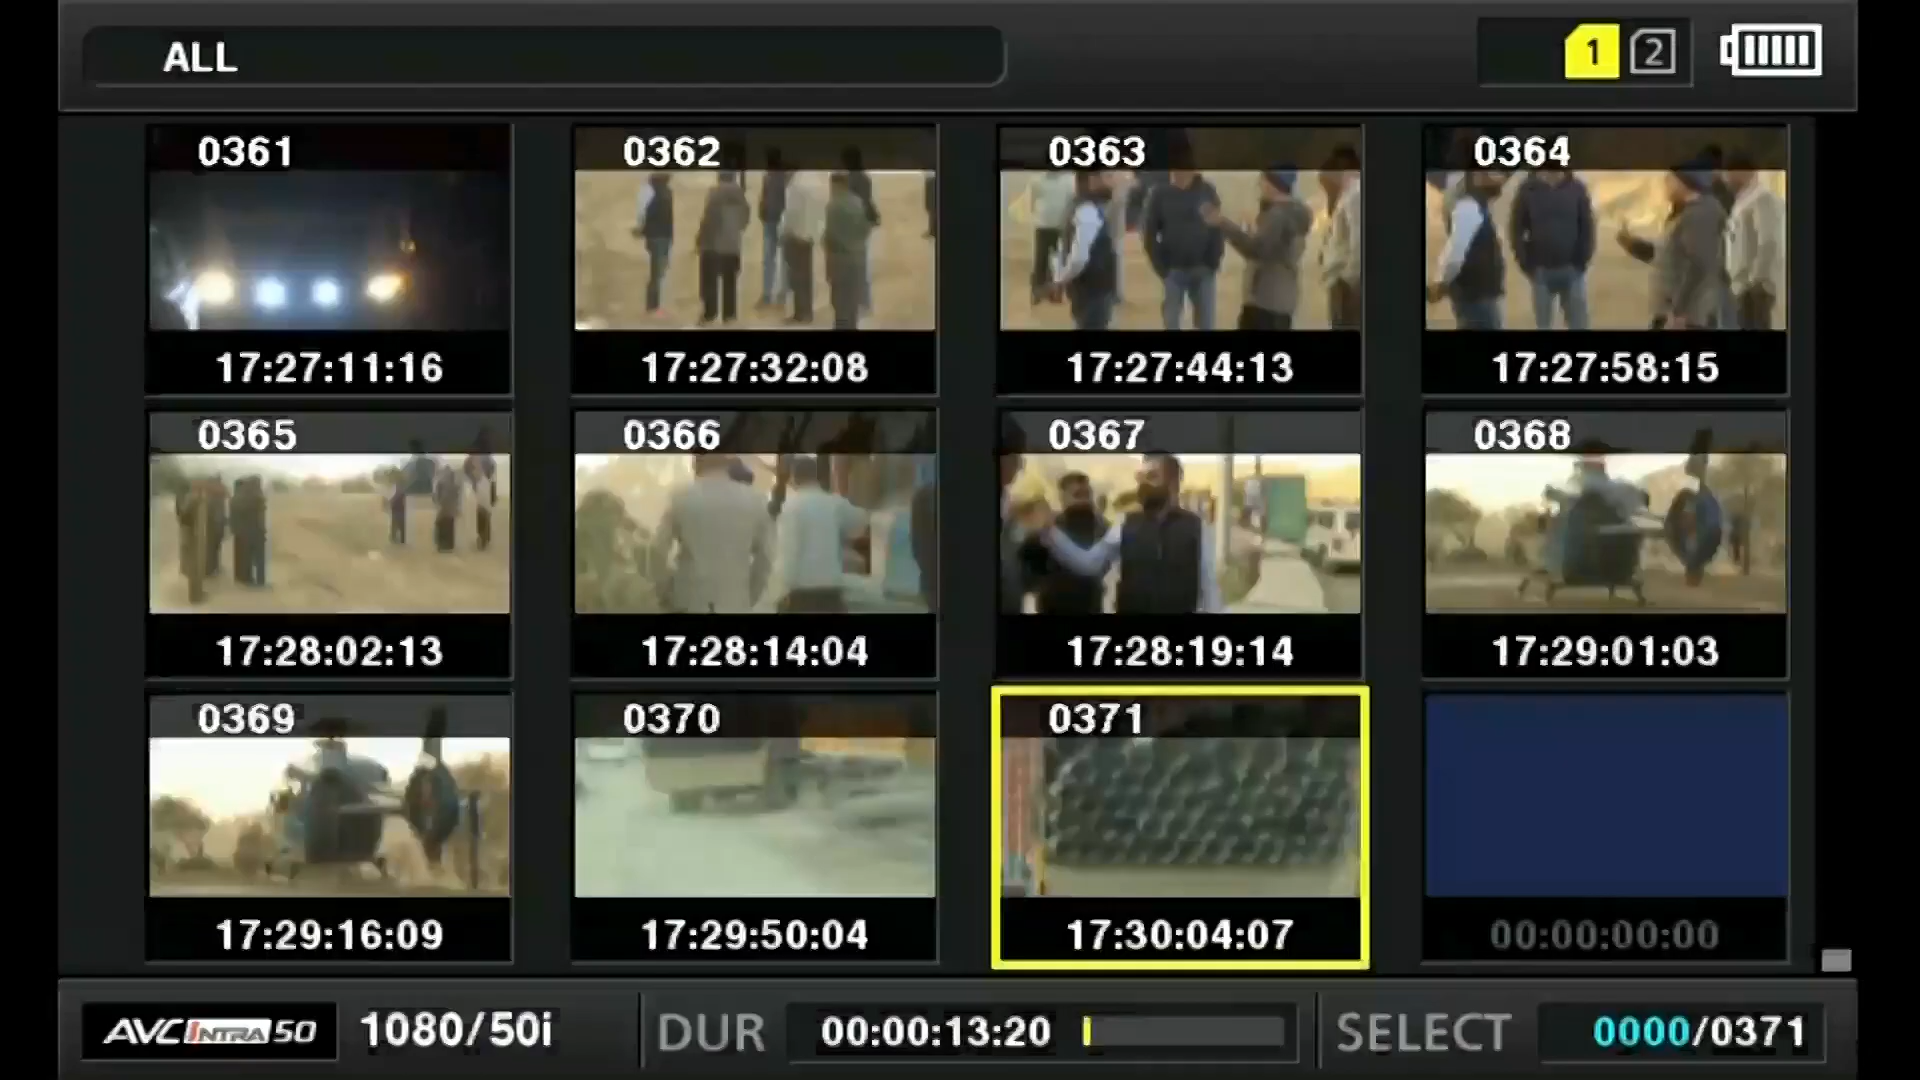 ALL
1 2
0361 0362 0363 0364
17:27:11:16 17:27:32:08 17:27:44:13 17:27:58:15
0365 0366 0367 0368
17:28:02:13 17:28:14:04 17:28:19:14 17:29:01:03
0369 0370 0371
17:29:16:09 17:29:50:04 17:30:04:07 00:00:00:00
AVC INTRA 50 1080/50i DUR 00:00:13:20 SELECT 0000/0371